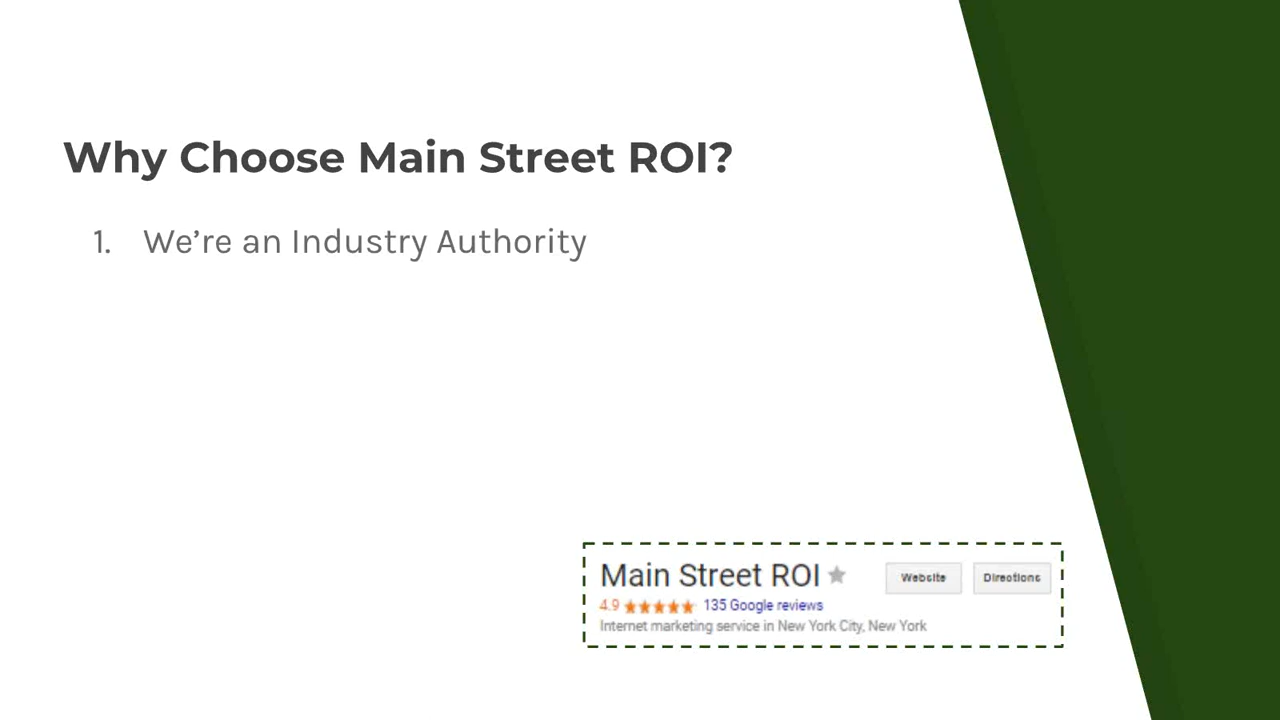 Why Choose Main Street ROI?
1. We’re an Industry Authority
Main Street ROI Website Directions
4.9 135 Google reviews
Internet marketing service in New York City, New York